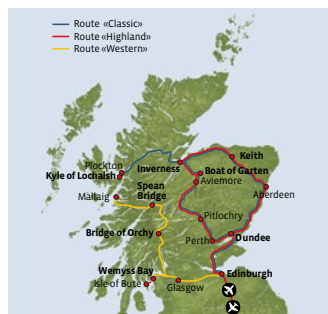 Route «Classic»
Route «Highland»
Route «Western»
Plockton
Kyle of Lochalsh
Inverness
Keith
Boat of Garten
Aviemore
Mallaig
Spean
Bridge
Aberdeen
Pitlochry
Bridge of Orchy
Perth
Dundee
Wemyss Bay
Isle of Bute
Glasgow
Edinburgh